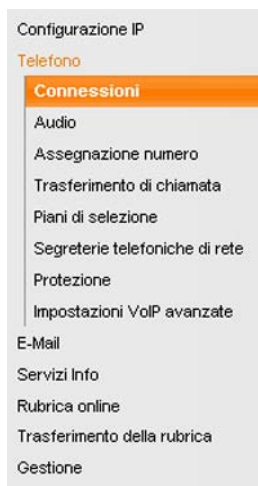 Configurazione IP
Telefono
Connessioni
Audio
Assegnazione numero
Trasferimento di chiamata
Piani di selezione
Segreterie telefoniche di rete
Protezione
Impostazioni VoIP avanzate
E-Mail
Servizi Info
Rubrica online
Trasferimento della rubrica
Gestione